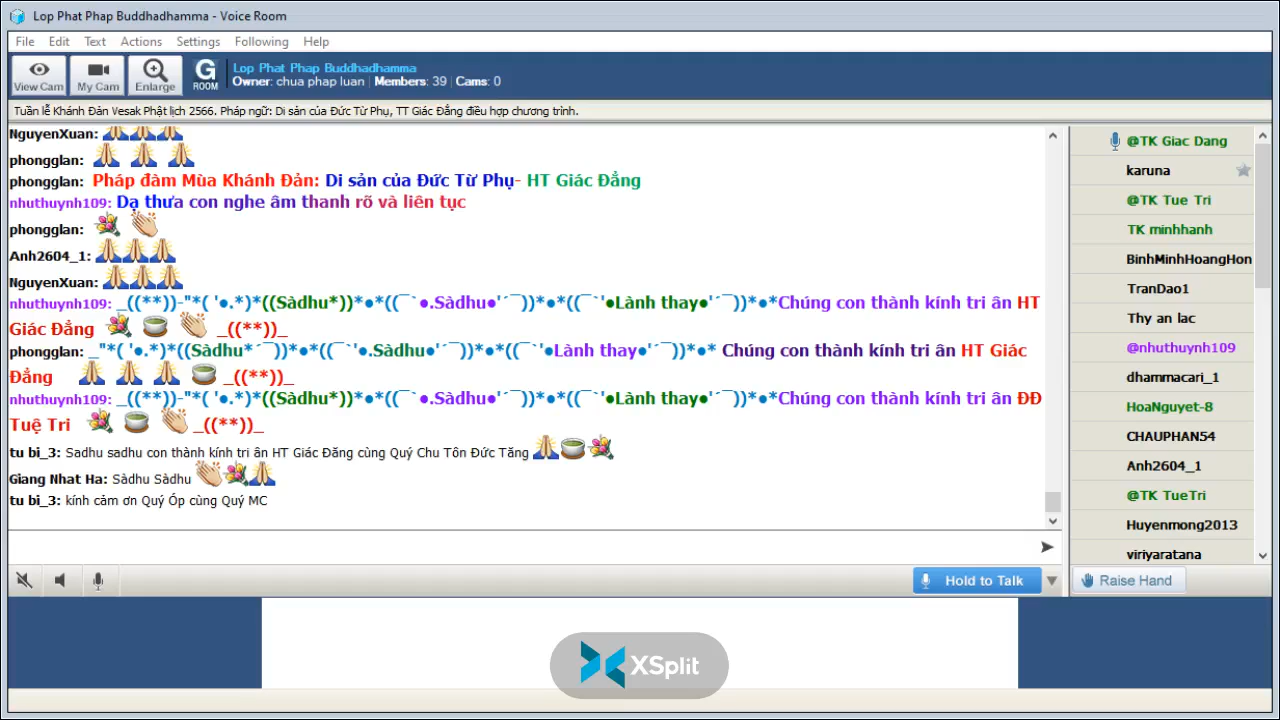 Lop Phat Phap Buddhadhamma - Voice Room
File Edit Text Actions Settings Following Help
View Cam My Cam Enlarge G ROOM
Lop Phat Phap Buddhadhamma
Owner: chua phap luan | Members: 39 | Cams: 0
Tuần lễ Khánh Đản Vesak Phật lịch 2566. Pháp ngữ: Di sản của Đức Từ Phụ, TT Giác Đẳng điều hợp chương trình.
NguyenXuan: 🙏🙏🙏
phongglan: 🙏 🙏 🙏
phongglan: Pháp đàm Mùa Khánh Đản: Di sản của Đức Từ Phụ- HT Giác Đẳng
nhuthuynh109: Dạ thưa con nghe âm thanh rõ và liên tục
phongglan: 💐 👏
Anh2604_1: 🙏🙏🙏
NguyenXuan: 🙏🙏🙏
nhuthuynh109: _((**))-"*( '●.*)*((Sàdhu*))*●*((¯`●.Sàdhu●'´¯))*●*((¯`'●Lành thay●'´¯))*●*Chúng con thành kính tri ân HT
Giác Đẳng 💐 🍵 👏 _((**))_
phongglan: _"*( '●.*)*((Sàdhu*´¯))*●*((¯`'●.Sàdhu●'´¯))*●*((¯`'●Lành thay●'´¯))*●* Chúng con thành kính tri ân HT Giác
Đẳng 🙏 🙏 🙏 🍵 _((**))_
nhuthuynh109: _((**))-"*( '●.*)*((Sàdhu*))*●*((¯`●.Sàdhu●'´¯))*●*((¯`'●Lành thay●'´¯))*●*Chúng con thành kính tri ân ĐĐ
Tuệ Tri 💐 🍵 👏 _((**))_
tu bi_3: Sadhu sadhu con thành kính tri ân HT Giác Đăng cùng Quý Chu Tôn Đức Tăng 🙏🍵💐
Giang Nhat Ha: Sàdhu Sàdhu 👏💐🙏
tu bi_3: kính cảm ơn Quý Óp cùng Quý MC
Hold to Talk
@TK Giac Dang
karuna
@TK Tue Tri
TK minhhanh
BinhMinhHoangHon
TranDao1
Thy an lac
@nhuthuynh109
dhammacari_1
HoaNguyet-8
CHAUPHAN54
Anh2604_1
@TK TueTri
Huyenmong2013
viriyaratana
Raise Hand
XSplit